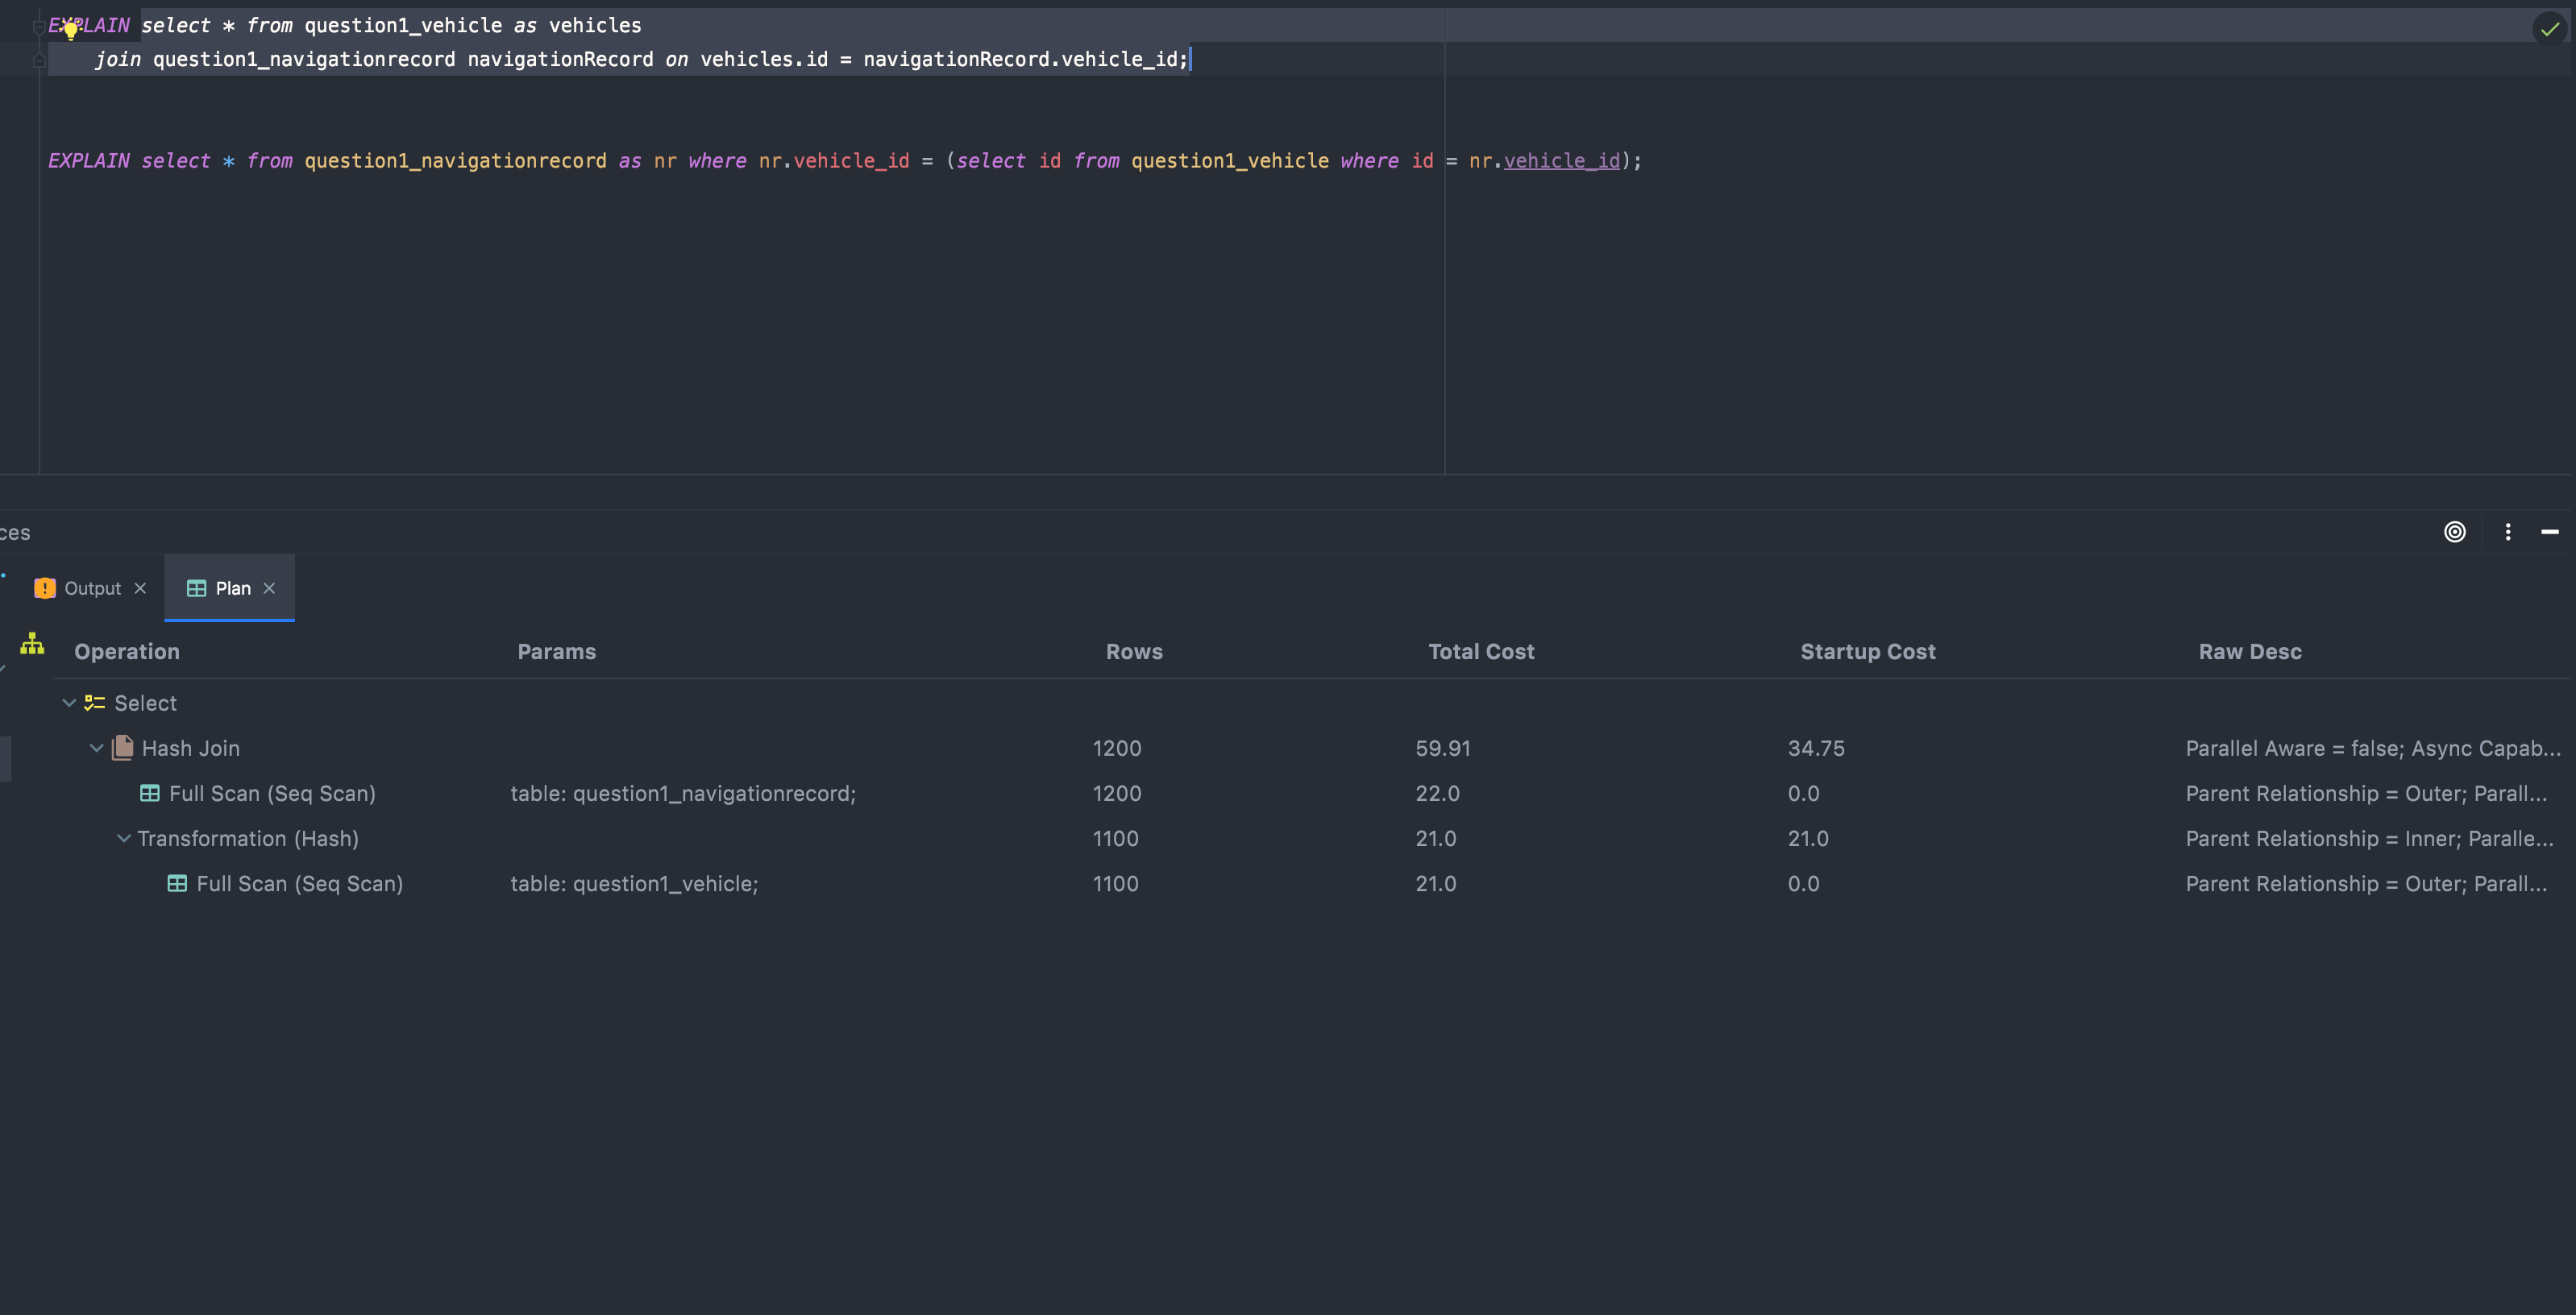 EXPLAIN select * from question1_vehicle as vehicles
join question1_navigationrecord navigationRecord on vehicles.id = navigationRecord.vehicle_id;
EXPLAIN select * from question1_navigationrecord as nr where nr.vehicle_id = (select id from question1_vehicle where id = nr.vehicle_id);
ces
Output Plan
Operation Params Rows Total Cost Startup Cost Raw Desc
Select
Hash Join 1200 59.91 34.75 Parallel Aware = false; Async Capab...
Full Scan (Seq Scan) table: question1_navigationrecord; 1200 22.0 0.0 Parent Relationship = Outer; Parall...
Transformation (Hash) 1100 21.0 21.0 Parent Relationship = Inner; Paralle...
Full Scan (Seq Scan) table: question1_vehicle; 1100 21.0 0.0 Parent Relationship = Outer; Parall...